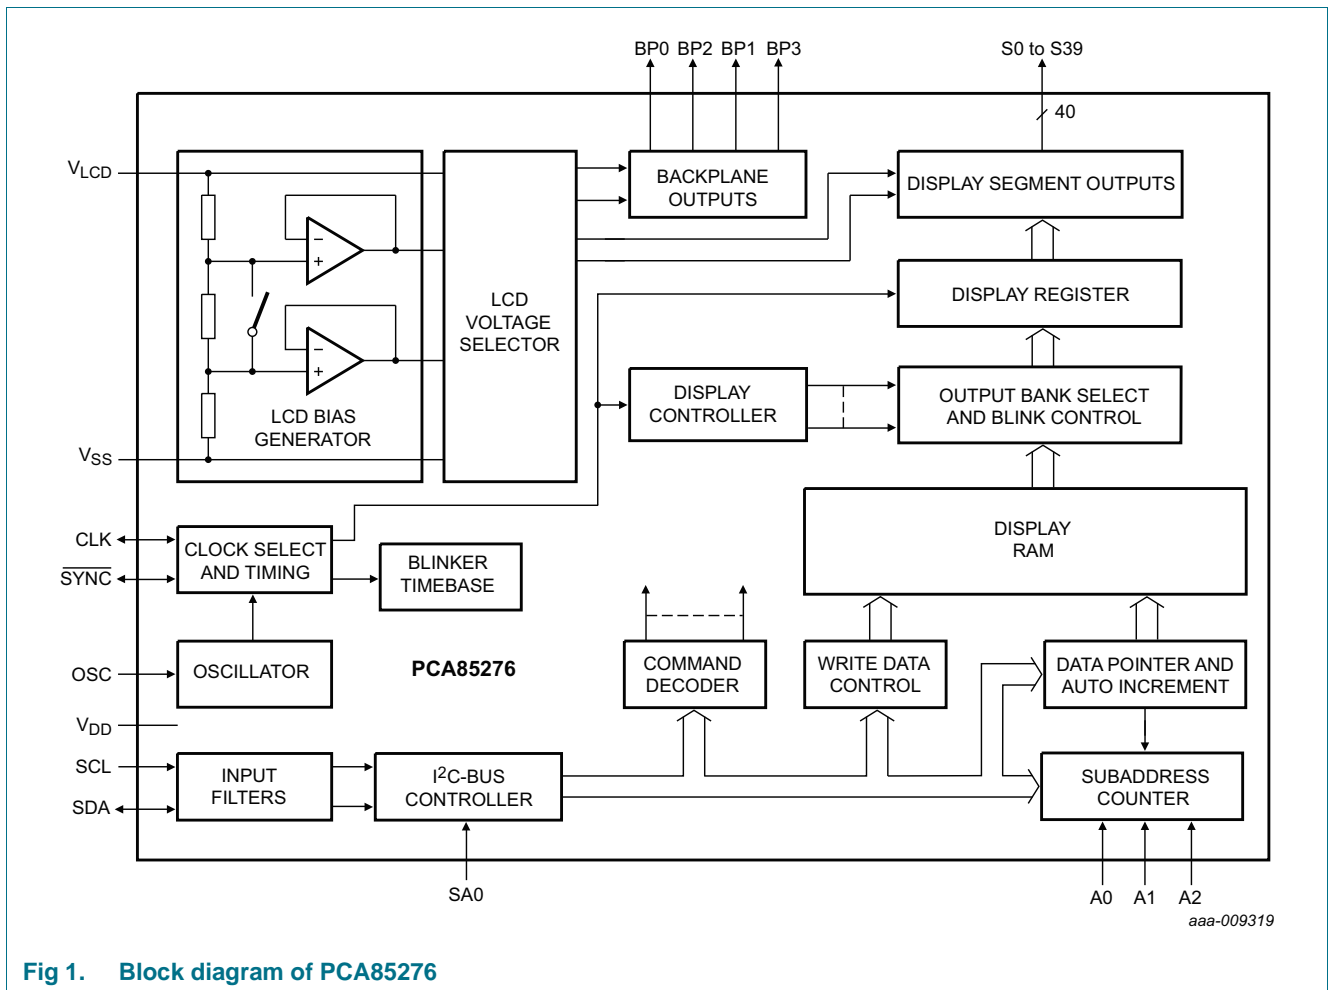 BP0 BP2 BP1 BP3
S0 to S39
40
VLCD
BACKPLANE
OUTPUTS
DISPLAY SEGMENT OUTPUTS
−
+
LCD
VOLTAGE
SELECTOR
DISPLAY REGISTER
−
+
LCD BIAS
GENERATOR
DISPLAY
CONTROLLER
OUTPUT BANK SELECT
AND BLINK CONTROL
VSS
CLK
SYNC
CLOCK SELECT
AND TIMING
BLINKER
TIMEBASE
DISPLAY
RAM
OSC
OSCILLATOR
PCA85276
COMMAND
DECODER
WRITE DATA
CONTROL
DATA POINTER AND
AUTO INCREMENT
VDD
SCL
SDA
INPUT
FILTERS
I2C-BUS
CONTROLLER
SUBADDRESS
COUNTER
SA0
A0 A1 A2
aaa-009319
Fig 1. Block diagram of PCA85276